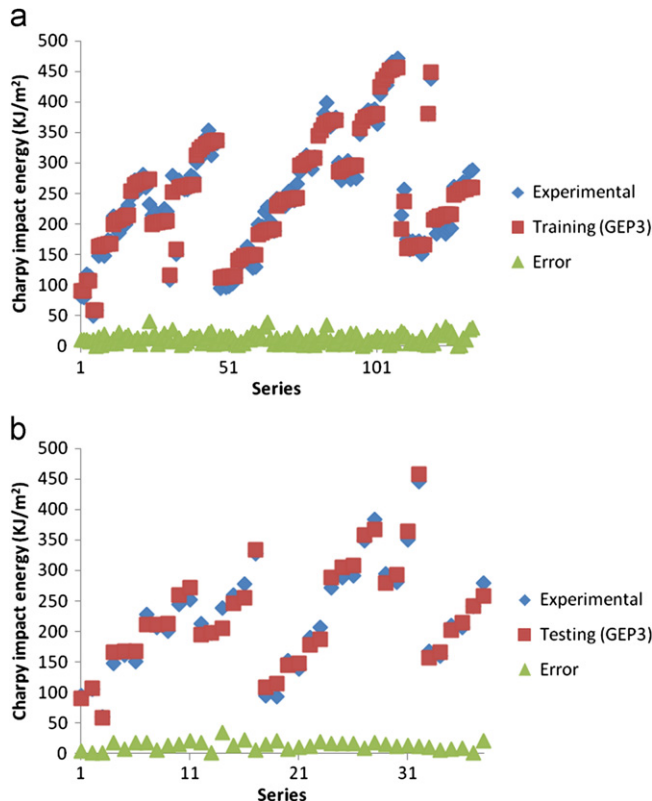 a
Charpy impact energy (KJ/m²)
500
450
400
350
300
250
200
150
100
50
0
1
51
101
Series
Experimental
Training (GEP3)
Error
b
Charpy impact energy (KJ/m²)
500
450
400
350
300
250
200
150
100
50
0
1
11
21
31
Series
Experimental
Testing (GEP3)
Error